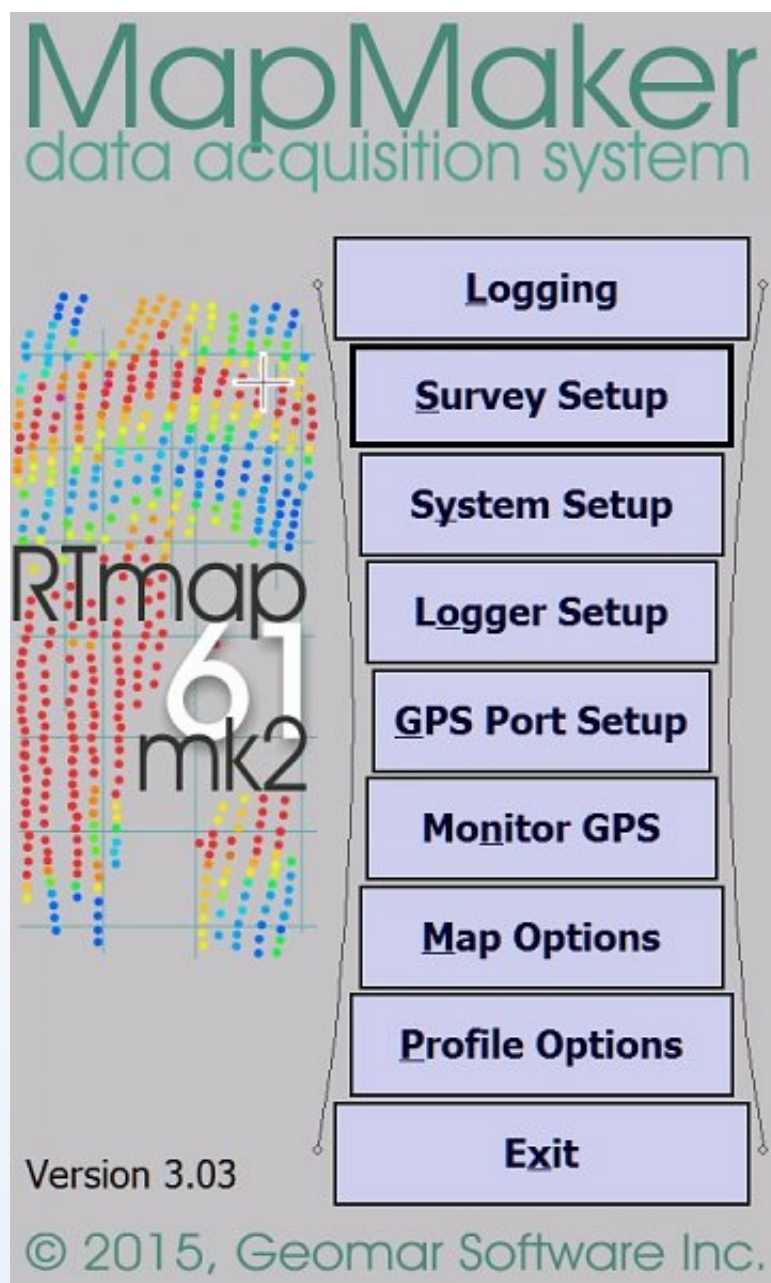 MapMaker
data acquisition system
Logging
Survey Setup
System Setup
Logger Setup
GPS Port Setup
Monitor GPS
Map Options
Profile Options
Exit
RTmap
61
mk2
Version 3.03
© 2015, Geomar Software Inc.